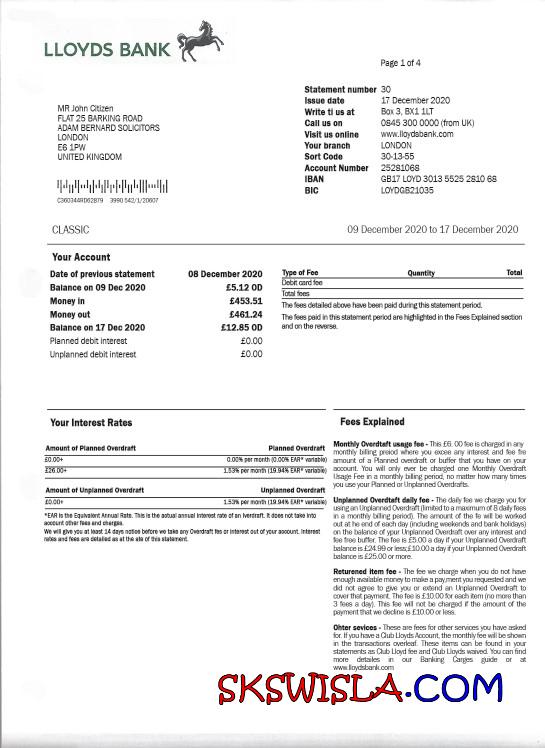 LLOYDS BANK
Page 1 of 4
Statement number 30
Issue date 17 December 2020
Write ti us at Box 3, BX1 1LT
Call us on 0845 300 0000 (from UK)
Visit us online www.lloydsbank.com
Your branch LONDON
Sort Code 30-13-55
Account Number 25281068
IBAN GB17 LOYD 3013 5525 2810 68
BIC LOYDGB21035
MR John Citizen
FLAT 25 BARKING ROAD
ADAM BERNARD SOLICITORS
LONDON
E6 1PW
UNITED KINGDOM
C360344RD62879 3990 542/1/20607
CLASSIC 09 December 2020 to 17 December 2020
Your Account
Date of previous statement 08 December 2020
Balance on 09 Dec 2020 £5.12 OD
Money in £453.51
Money out £461.24
Balance on 17 Dec 2020 £12.85 OD
Planned debit interest £0.00
Unplanned debit interest £0.00
Type of Fee Quantity Total
Debit card fee
Total fees
The fees detailed above have been paid during this statement period.
The fees paid in this statement period are highlighted in the Fees Explained section
and on the reverse.
Your Interest Rates
Amount of Planned Overdraft Planned Overdraft
£0.00+ 0.00% per month (0.00% EAR* variable)
£26.00+ 1.53% per month (19.94% EAR* variable)
Amount of Unplanned Overdraft Unplanned Overdraft
£0.00+ 1.53% per month (19.94% EAR* variable)
*EAR is the Equivalent Annual Rate. This is the actual annual interest rate of an Iverdraft. It does not take into
account other fees and charges.
We will give you at least 14 days notice before we take any Overdraft fes or interest out of your account. Interest
rates and fees are detailed as at the sfe of this statement.
Fees Explained
Monthly Overdtaft usage fee - This £6. 00 fee is charged in any
monthly billing preiod where you excee any interest and fee fre
amount of a Planned overdraft or buffer that you have on your
account. You will only ever be charged one Monthly Overdraft
Usage Fee in a monthly billing period, no matter how many times
you use your Planned or Unplanned Overdrafts.
Unplanned Overdtaft daily fee - The daily fee we charge you for
using an Unplanned Overdraft (limited to a maximum of 8 daily fees
in a monthly billing period). The amount of the fe will be worked
out at he end of each day (including weekends and bank holidays)
on the balance of ypur Unplanned Overdraft over any interest and
fee free buffer. The fee is £5.00 a day if your Unplanned Overdraft
balance is £24.99 or less;£10.00 a day if your Unplanned Overdraft
balance is £25.00 or more.
Returened item fee - The fee we charge when you do not have
enough available money to make a pay,ment you requested and we
did not agree to give you or extend an Unplanned Overdraft to
cover that payment. The fee is £10.00 for each item (no more than
3 fees a day). This fee will not be charged if the amount of the
payment that we decline is £10.00 or less.
Ohter sevices - These are fees for other services you have asked
for. If you have a Club Lloyds Account, the monthly fee will be shown
in the transactions overleaf. These items can be found in your
statements as Club Lloyd fee and Club Lloyds waived. You can find
more detailes in our Banking Carges guide or at
www.lloydsbank.com
SKSWISLA.COM